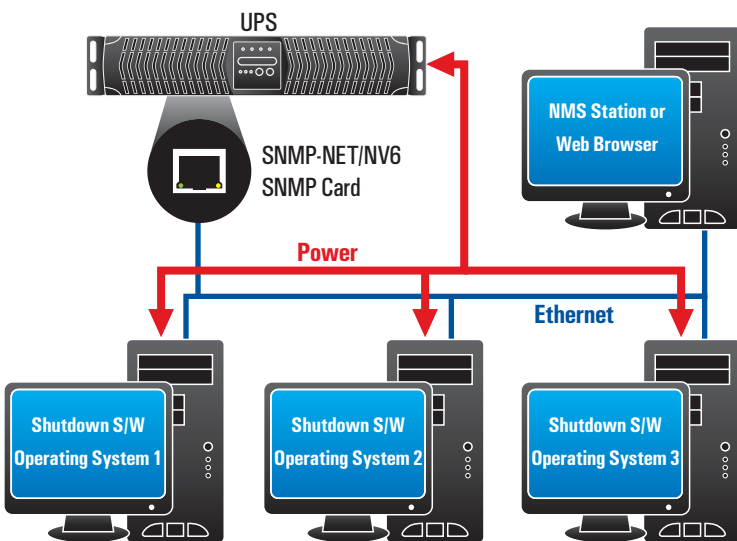 UPS
NMS Station or
Web Browser
SNMP-NET/NV6
SNMP Card
Power
Ethernet
Shutdown S/W
Operating System 1
Shutdown S/W
Operating System 2
Shutdown S/W
Operating System 3